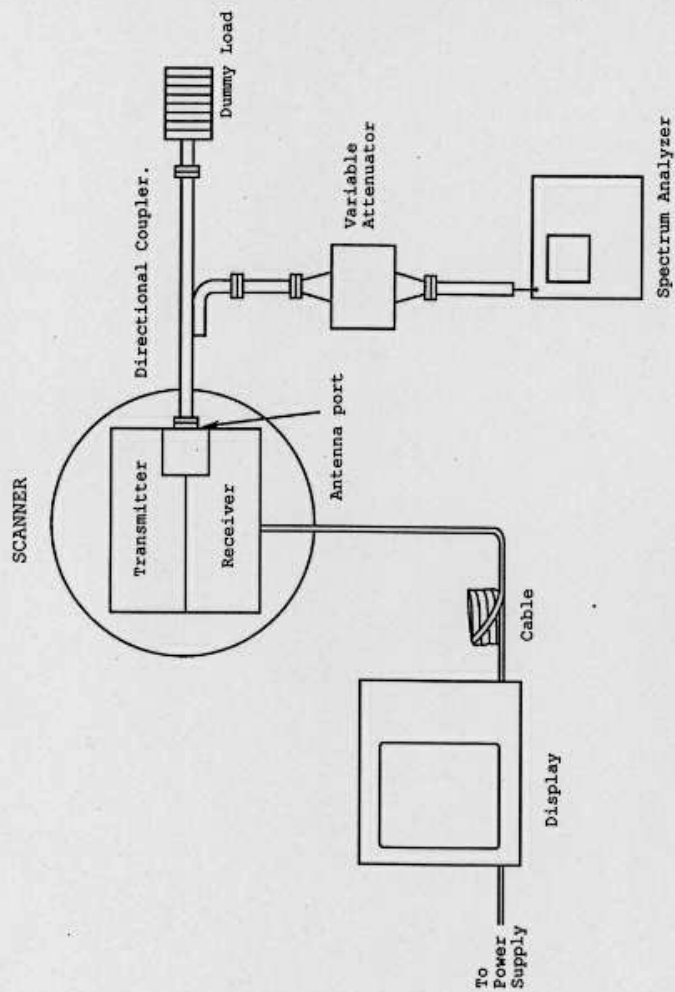 SCANNER
Transmitter
Receiver
Antenna port
Directional Coupler.
Dummy Load
Variable
Attenuator
Spectrum Analyzer
Cable
Display
To
Power
Supply